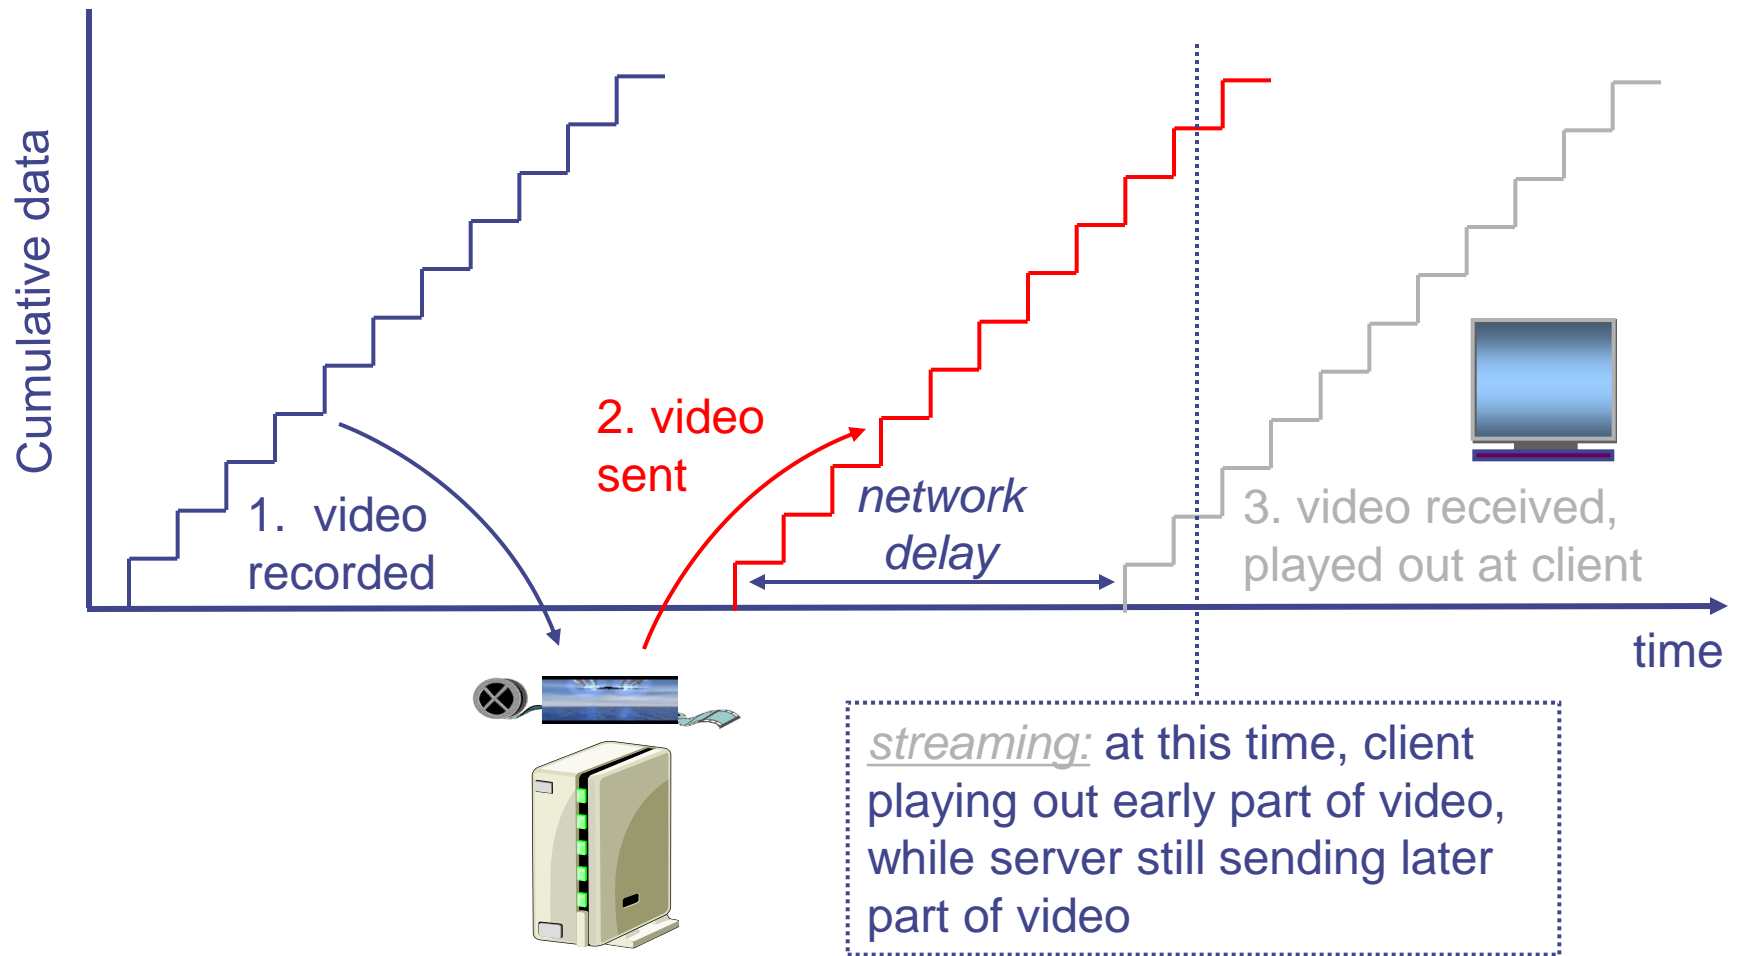 Cumulative data
1. video
recorded
2. video
sent
network
delay
3. video received,
played out at client
time
streaming: at this time, client
playing out early part of video,
while server still sending later
part of video